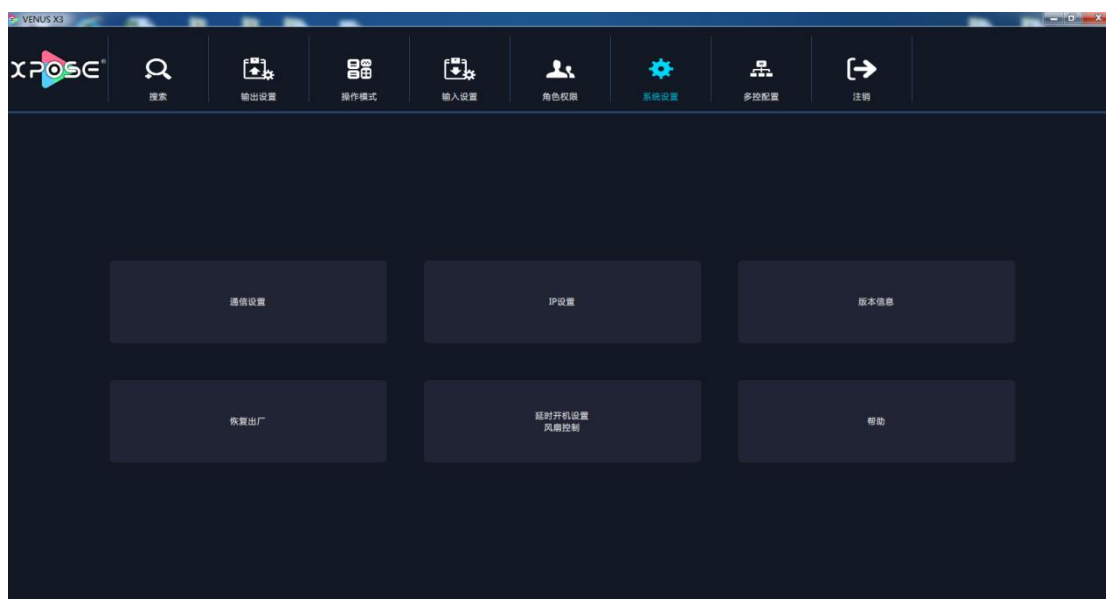 VENUS X3
XPOSE®
搜索
输出设置
操作模式
输入设置
角色权限
系统设置
多控配置
注销
通信设置
IP设置
版本信息
恢复出厂
延时开机设置
风扇控制
帮助